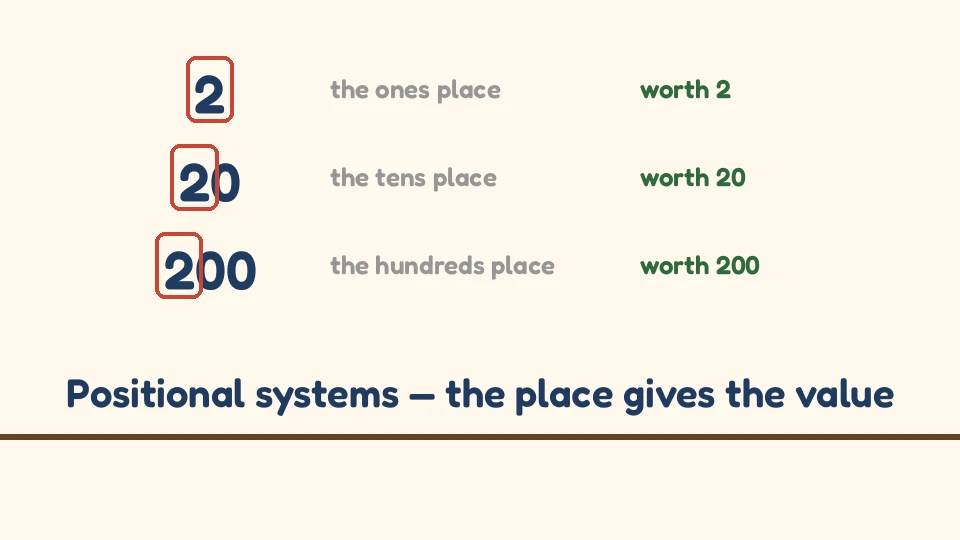 2 the ones place worth 2
20 the tens place worth 20
200 the hundreds place worth 200
Positional systems — the place gives the value